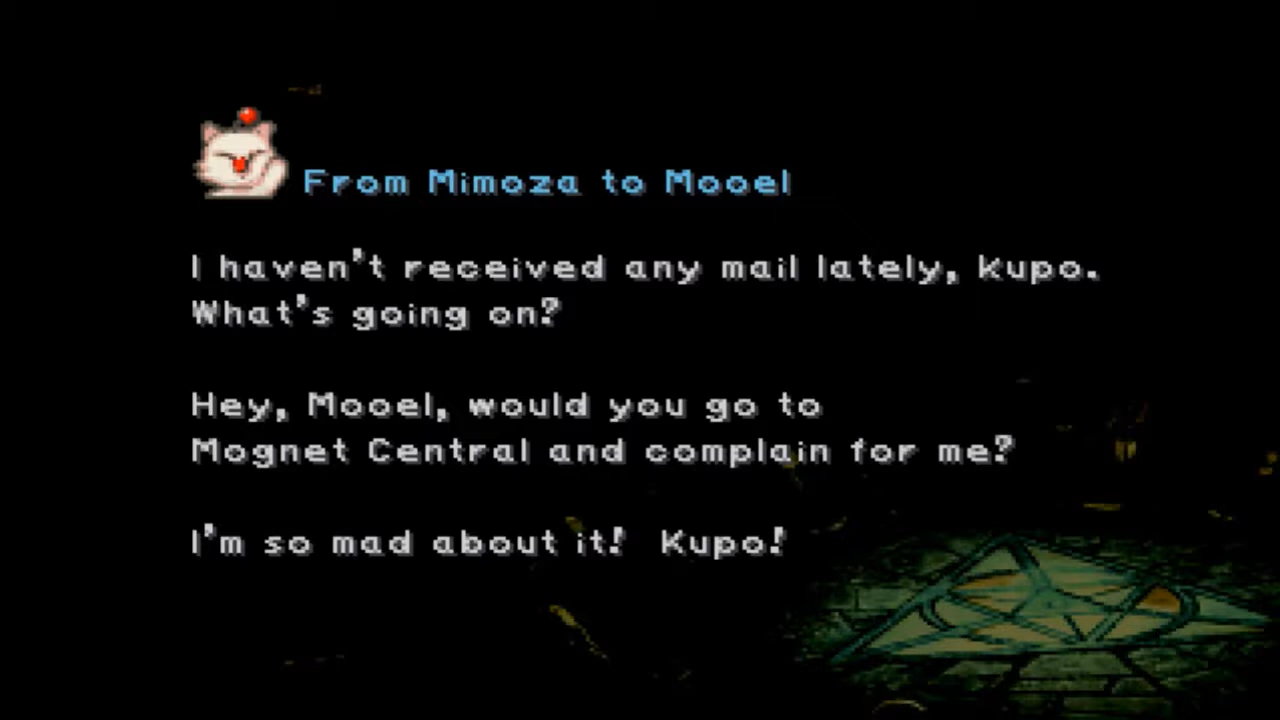 From Mimoza to Mooel
I haven't received any mail lately, kupo.
What's going on?
Hey, Mooel, would you go to
Mognet Central and complain for me?
I'm so mad about it!  Kupo!